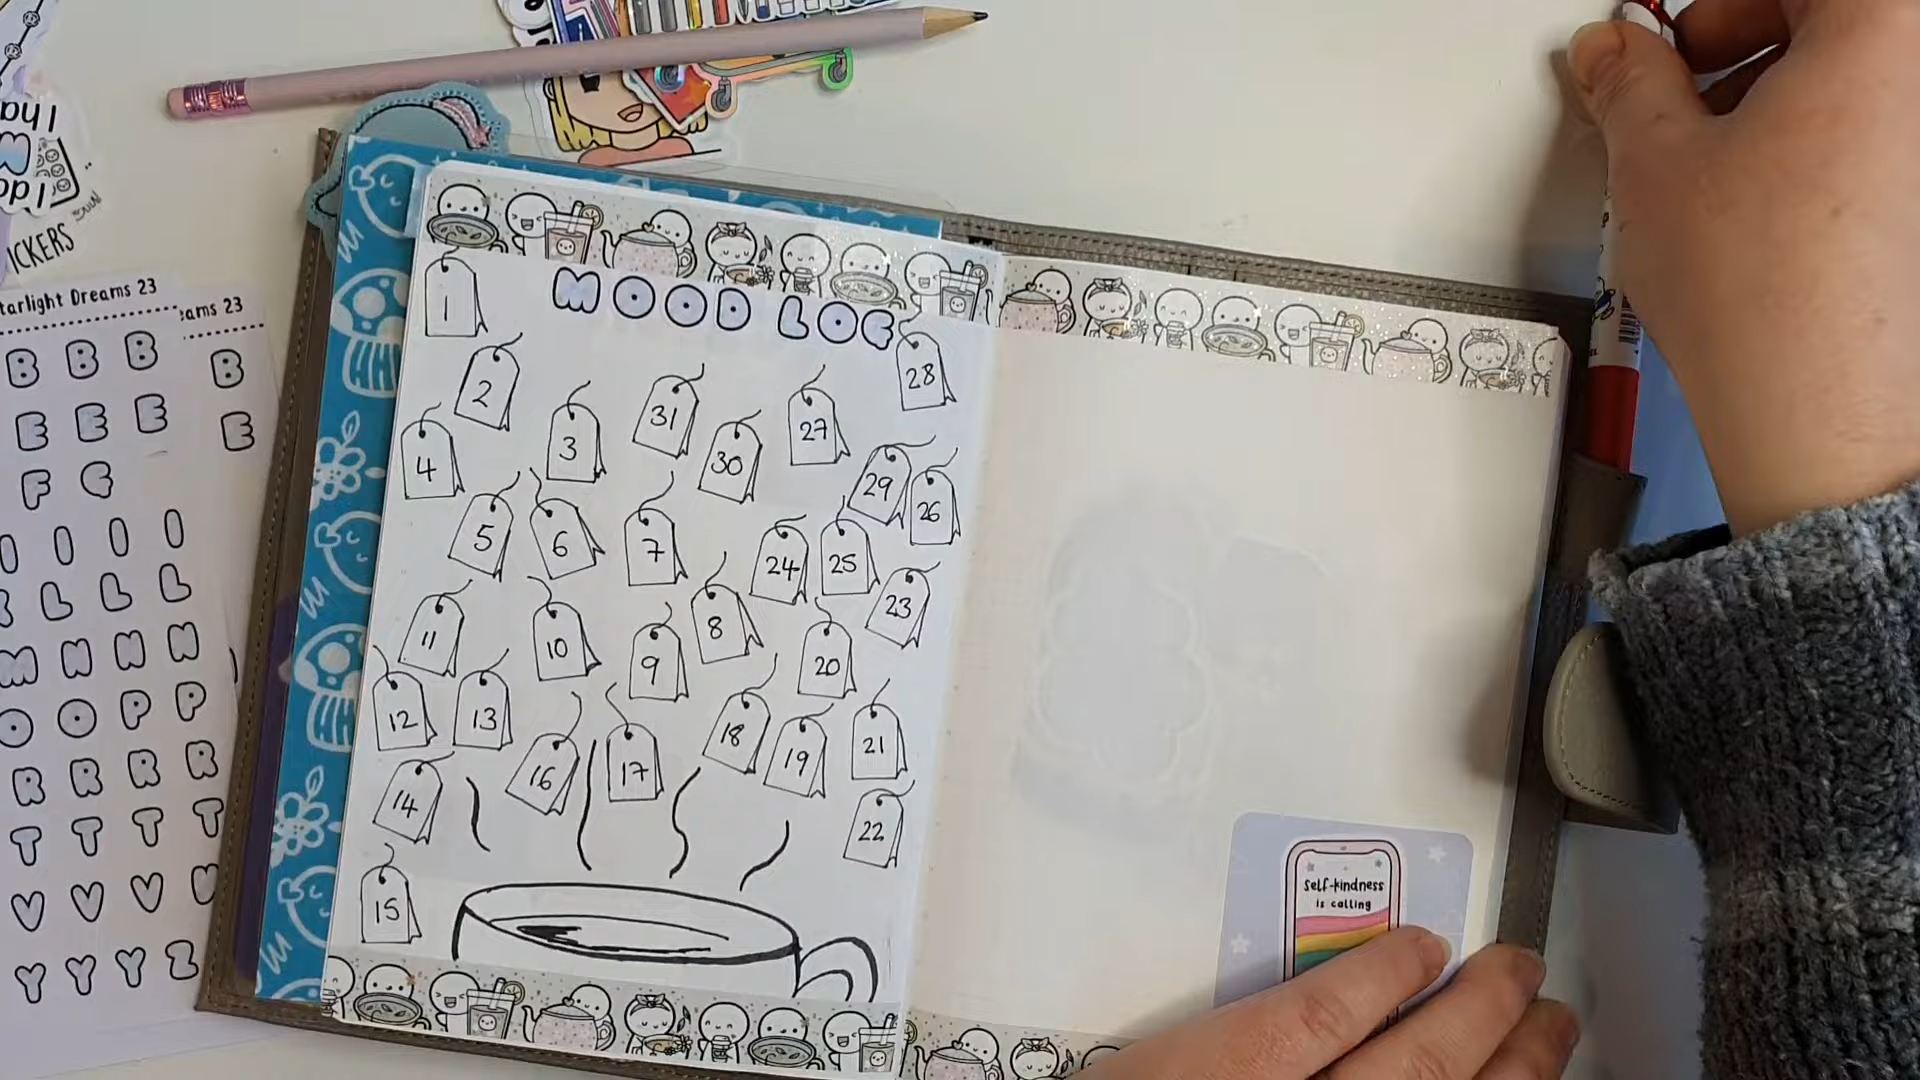 MOOD LOG
1
2
28
3
31
27
4
30
29
26
5
6
7
24
25
23
11
10
9
8
20
12
13
18
19
21
16
17
14
22
15
Self-kindness
is calling
ICKERS
tarlight Dreams 23
ams 23
B B B B
E E E E
F G
I I I I
L L L
M N N N
O O P P
R R R R
T T T T
V V V W
Y Y Y Z